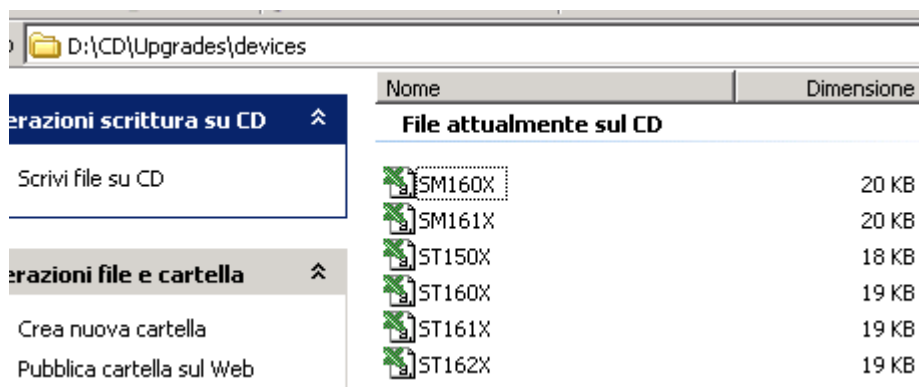 D:\CD\Upgrades\devices
Nome Dimensione
erazioni scrittura su CD
File attualmente sul CD
Scrivi file su CD
SM160X 20 KB
SM161X 20 KB
ST150X 18 KB
erazioni file e cartella
ST160X 19 KB
Crea nuova cartella
ST161X 19 KB
Pubblica cartella sul Web
ST162X 19 KB